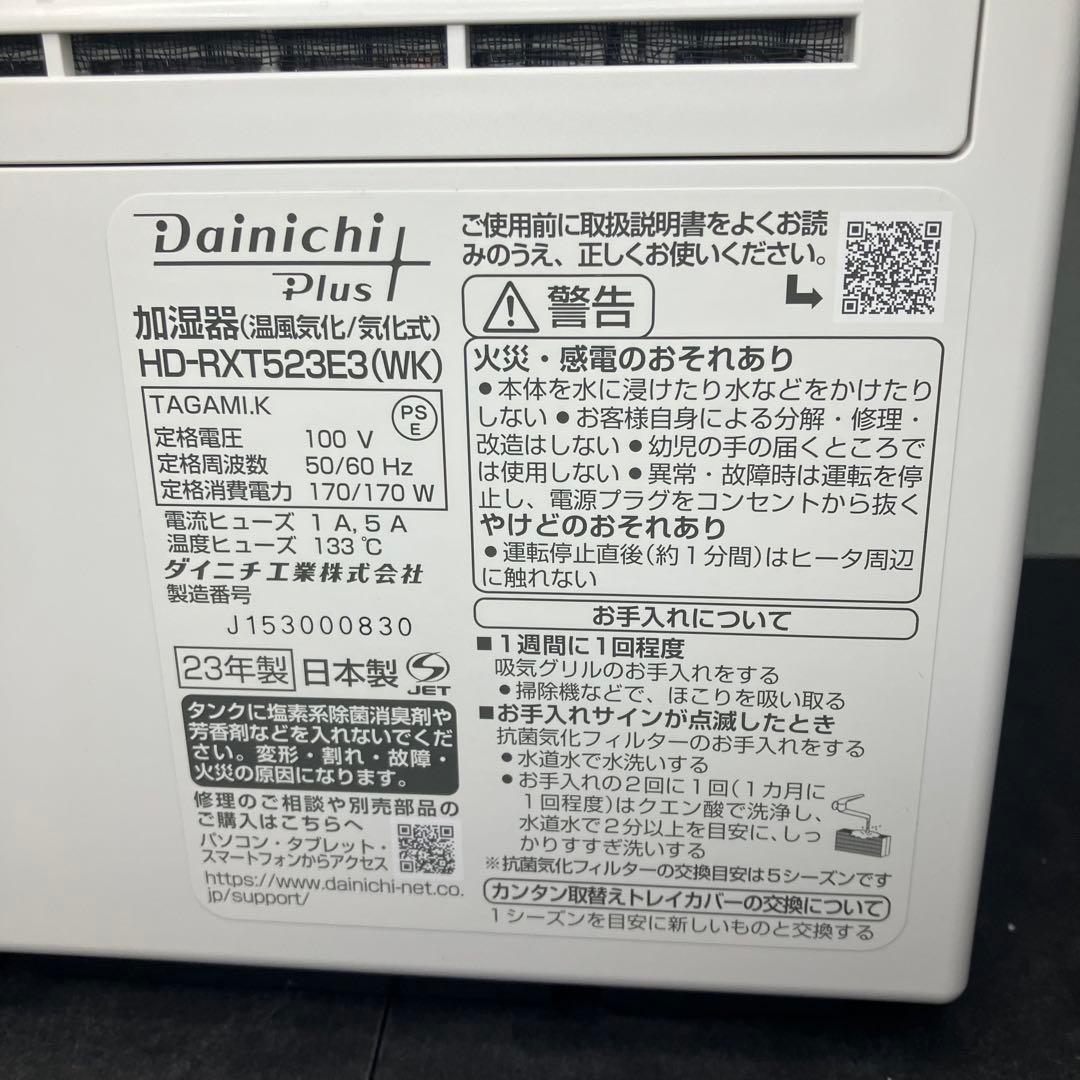 Dainichi
Plus
加湿器(温風気化/気化式)
HD-RXT523E3(WK)
TAGAMI.K
PS
E
定格電圧 100 V
定格周波数 50/60 Hz
定格消費電力 170/170 W
電流ヒューズ 1 A, 5 A
温度ヒューズ 133 ℃
ダイニチ工業株式会社
製造番号
J153000830
23年製 日本製
JET
タンクに塩素系除菌消臭剤や
芳香剤などを入れないでくだ
さい。変形・割れ・故障・
火災の原因になります。
修理のご相談や別売部品の
ご購入はこちらへ
パソコン・タブレット・
スマートフォンからアクセス
https://www.dainichi-net.co.
jp/support/
ご使用前に取扱説明書をよくお読
みのうえ、正しくお使いください。
警告
火災・感電のおそれあり
●本体を水に浸けたり水などをかけたり
しない ●お客様自身による分解・修理・
改造はしない ●幼児の手の届くところで
は使用しない ●異常・故障時は運転を停
止し、電源プラグをコンセントから抜く
やけどのおそれあり
●運転停止直後(約1分間)はヒータ周辺
に触れない
お手入れについて
■1週間に1回程度
吸気グリルのお手入れをする
●掃除機などで、ほこりを吸い取る
■お手入れサインが点滅したとき
抗菌気化フィルターのお手入れをする
●水道水で水洗いする
●お手入れの2回に1回(1カ月に
1回程度)はクエン酸で洗浄し、
水道水で2分以上を目安に、しっ
かりすすぎ洗いする
※抗菌気化フィルターの交換目安は5シーズンです
カンタン取替えトレイカバーの交換について
1シーズンを目安に新しいものと交換する